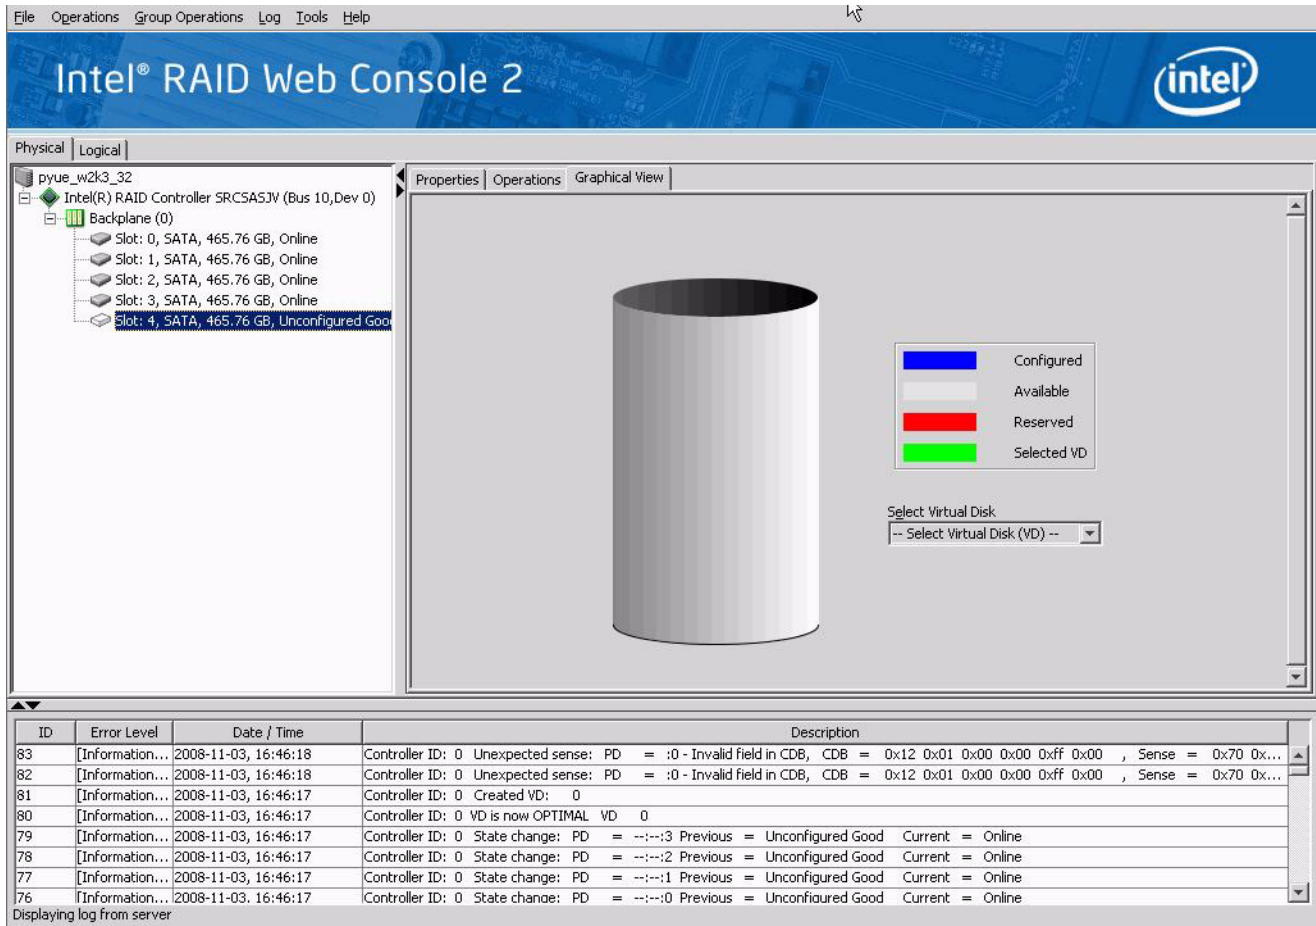 File Operations Group Operations Log Tools Help
Intel® RAID Web Console 2
intel
Physical Logical
pyue_w2k3_32
Intel(R) RAID Controller SRCSASJV (Bus 10,Dev 0)
Backplane (0)
Slot: 0, SATA, 465.76 GB, Online
Slot: 1, SATA, 465.76 GB, Online
Slot: 2, SATA, 465.76 GB, Online
Slot: 3, SATA, 465.76 GB, Online
Slot: 4, SATA, 465.76 GB, Unconfigured Goo
Properties Operations Graphical View
Configured
Available
Reserved
Selected VD
Select Virtual Disk
-- Select Virtual Disk (VD) --
ID Error Level Date / Time Description
83 [Information... 2008-11-03, 16:46:18 Controller ID: 0 Unexpected sense: PD = :0 - Invalid field in CDB, CDB = 0x12 0x01 0x00 0x00 0xff 0x00 , Sense = 0x70 0x...
82 [Information... 2008-11-03, 16:46:18 Controller ID: 0 Unexpected sense: PD = :0 - Invalid field in CDB, CDB = 0x12 0x01 0x00 0x00 0xff 0x00 , Sense = 0x70 0x...
81 [Information... 2008-11-03, 16:46:17 Controller ID: 0 Created VD: 0
80 [Information... 2008-11-03, 16:46:17 Controller ID: 0 VD is now OPTIMAL VD 0
79 [Information... 2008-11-03, 16:46:17 Controller ID: 0 State change: PD = --:--:3 Previous = Unconfigured Good Current = Online
78 [Information... 2008-11-03, 16:46:17 Controller ID: 0 State change: PD = --:--:2 Previous = Unconfigured Good Current = Online
77 [Information... 2008-11-03, 16:46:17 Controller ID: 0 State change: PD = --:--:1 Previous = Unconfigured Good Current = Online
76 [Information... 2008-11-03, 16:46:17 Controller ID: 0 State change: PD = --:--:0 Previous = Unconfigured Good Current = Online
Displaying log from server